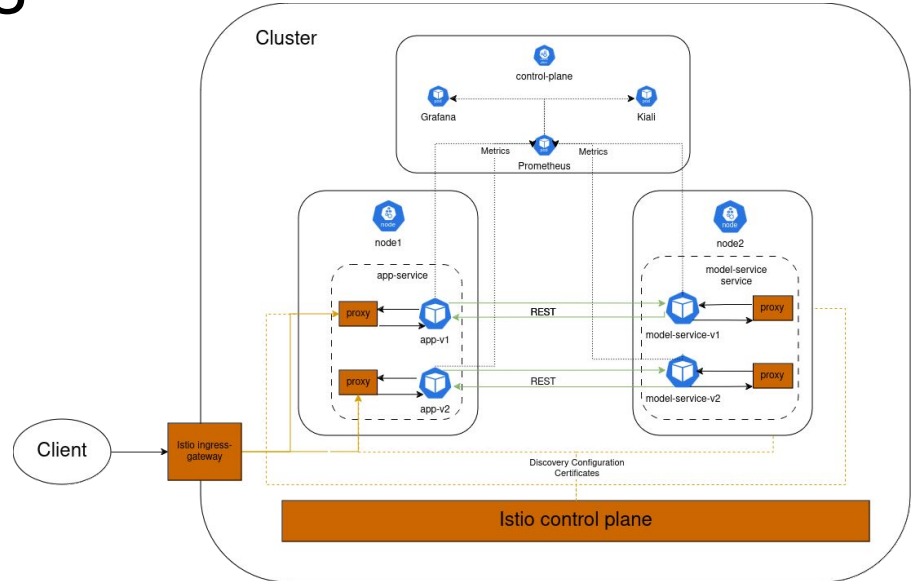 Cluster
control-plane
Grafana
Kiali
Metrics
Metrics
Prometheus
node
node1
node
node2
app-service
model-service
service
proxy
app-v1
REST
proxy
model-service-v1
proxy
app-v2
REST
proxy
model-service-v2
Client
Istio ingress-
gateway
Discovery Configuration
Certificates
Istio control plane